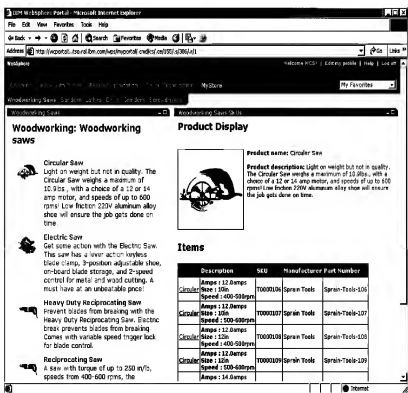 IBM WebSphere Portal - Microsoft Internet Explorer
File Edit View Favorites Tools Help
Back Search Favorites Media
Address
Go Links
WebSphere
Welcome WCS! Editing profile Help Log off
MyStore
My Favorites
Woodworking Saws
Woodworking Saws
Woodworking Saws Skills
Woodworking: Woodworking
saws
Circular Saw
Light on weight but not in quality.
The Circular Saw weighs a maximum of
10.9lbs., with a choice of a 12 or 14
amp motor, and speeds of up to 600
rpms! Low friction 220V aluminum alloy
shoe will ensure the job gets done on
time
Electric Saw
Get some action with the Electric Saw.
This saw has a lever action keyless
blade clamp, 3-position adjustable shoe,
on-board blade storage, and 2-speed
control for metal and wood cutting. A
must have at an unbeatable price!
Heavy Duty Reciprocating Saw
Prevent blades from breaking with the
Heavy Duty Reciprocating Saw. Electric
break prevents blades from breaking
Comes with variable speed trigger lock
for blade control.
Reciprocating Saw
A saw with torque of up to 250 in/lb,
speeds from 400-600 rpms, the
Product Display
Product name: Circular Saw
Product description: Light on weight but not in quality.
The Circular Saw weighs a maximum of 10.9lbs., with a
choice of a 12 or 14 amp motor, and speeds of up to 600
rpms! Low friction 220V aluminum alloy shoe will ensure
the job gets done on time.
Items
Description SKU Manufacturer Part Number
Amps : 12.0amps
Circular Size : 10in T0000106 Sprain Tools Sprain-Tools-106
Speed : 400-500rpm
Amps : 12.0amps
Circular Size : 10in T0000107 Sprain Tools Sprain-Tools-107
Speed : 500-600rpm
Amps : 12.0amps
Circular Size : 12in T0000108 Sprain Tools Sprain-Tools-108
Speed : 400-500rpm
Amps : 12.0amps
Circular Size : 12in T0000109 Sprain Tools Sprain-Tools-109
Speed : 500-600rpm
Amps : 14.0amps
Internet